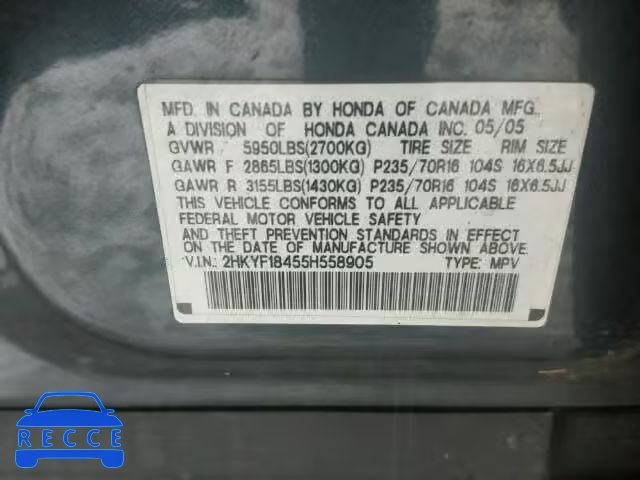 MFD. IN CANADA BY HONDA OF CANADA MFG.,
A DIVISION OF HONDA CANADA INC. 05/05
GVWR 5950LBS(2700KG) TIRE SIZE RIM SIZE
GAWR F 2865LBS(1300KG) P235/70R16 104S 16X6.5JJ
GAWR R 3155LBS(1430KG) P235/70R16 104S 16X6.5JJ
THIS VEHICLE CONFORMS TO ALL APPLICABLE
FEDERAL MOTOR VEHICLE SAFETY
AND THEFT PREVENTION STANDARDS IN EFFECT
ON THE DATE OF MANUFACTURE SHOWN ABOVE.
V.I.N.: 2HKYF18455H558905 TYPE: MPV
RECCE